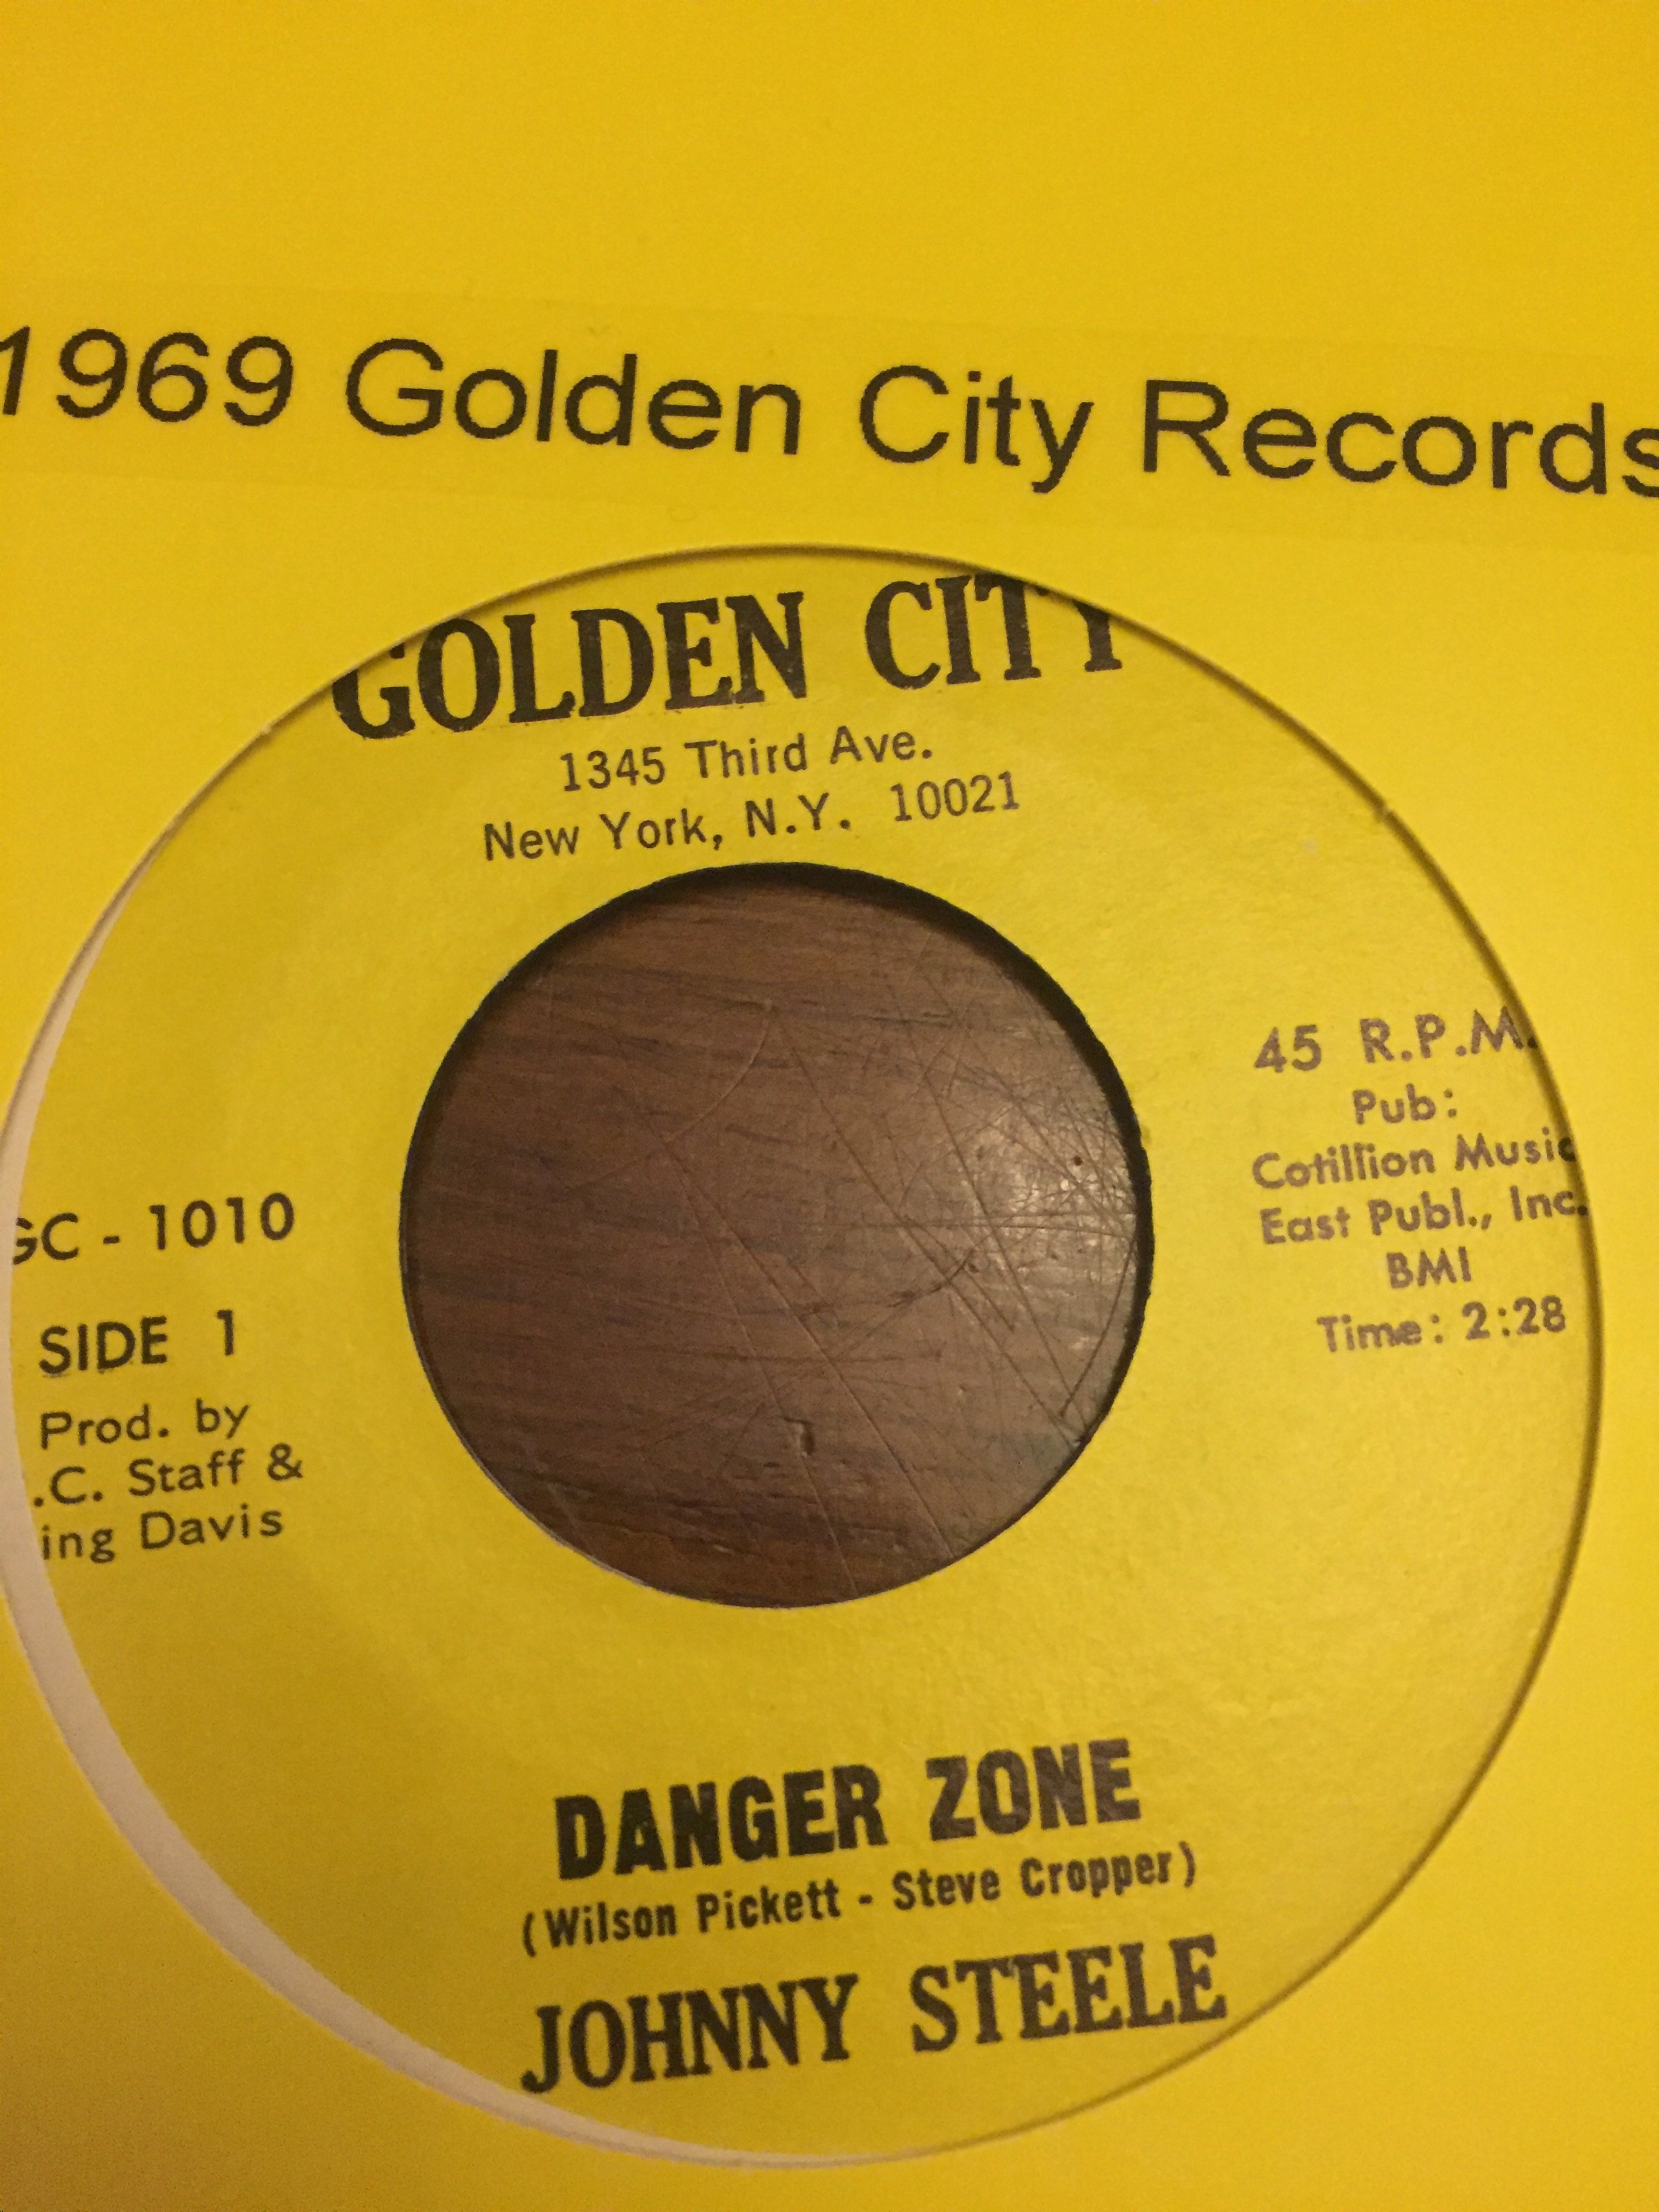 1969 Golden City Records
GOLDEN CITY
1345 Third Ave.
New York, N.Y. 10021
GC - 1010
SIDE 1
Prod. by
.C. Staff &
ing Davis
45 R.P.M.
Pub:
Cotillion Music
East Publ., Inc.
BMI
Time: 2:28
DANGER ZONE
(Wilson Pickett - Steve Cropper)
JOHNNY STEELE